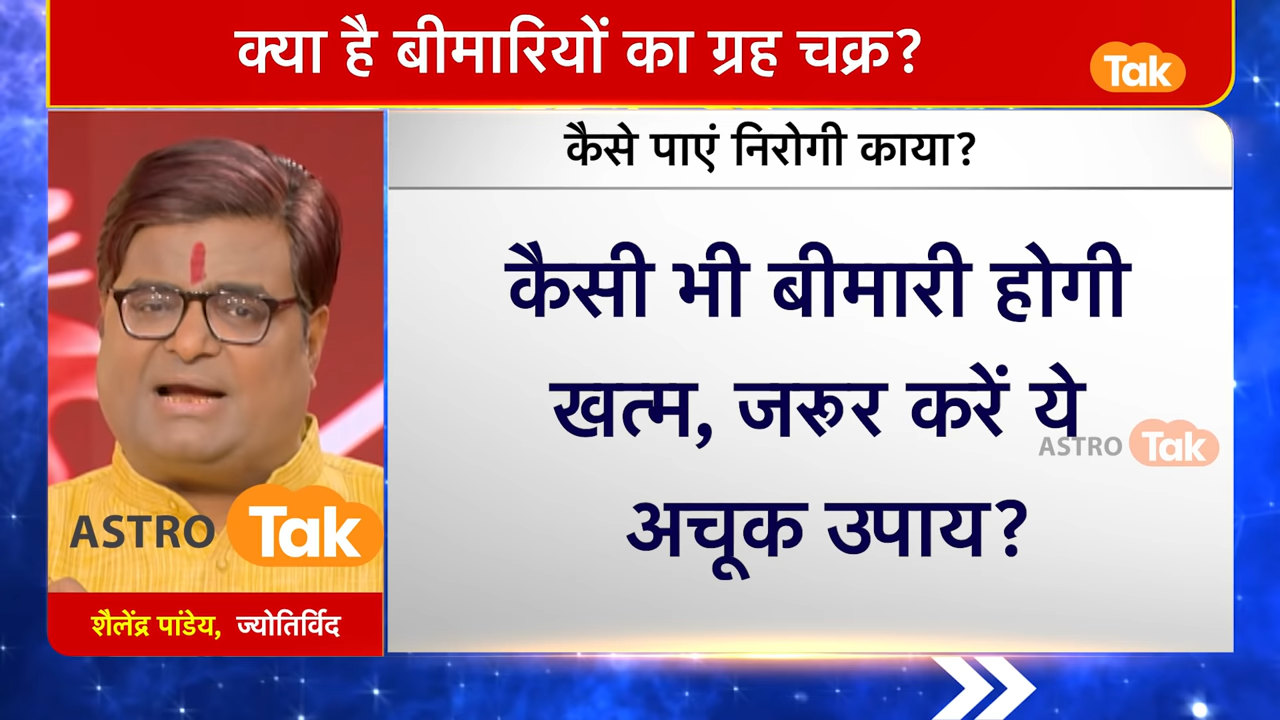 क्या है बीमारियों का ग्रह चक्र?
Tak
कैसे पाएं निरोगी काया?
कैसी भी बीमारी होगी
खत्म, जरूर करें ये
ASTRO Tak
अचूक उपाय?
ASTRO Tak
शैलेंद्र पांडेय, ज्योतिर्विद